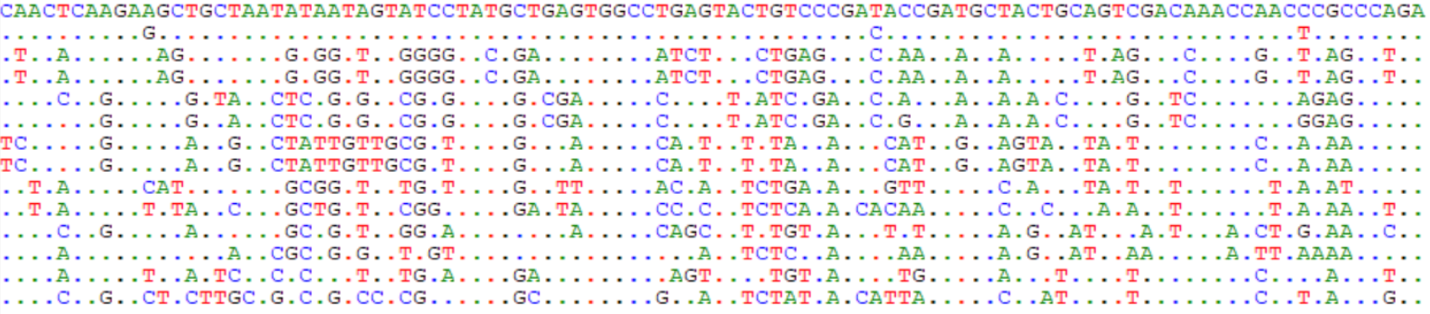 CAACTCAAGAAGCTGCTAATATAATAGTATCCTATGCTGAGTGGCCTGAGTACTGTCCCGATACCGATGCTACTGCAGTCGACAAACCAACCCGCCCAGA
..........G..................................................C.............................T........
.T..A......AG.......G.GG.T..GGGG..C.GA........ATCT...CTGAG...C.AA..A..A.....T.AG...C....G..T.AG..T..
.T..A......AG.......G.GG.T..GGGG..C.GA........ATCT...CTGAG...C.AA..A..A.....T.AG...C....G..T.AG..T..
....C..G.....G.TA..CTC.G.G..CG.G....G.CGA.....C....T.ATC.GA..C.A...A..A.A.C....G..TC.......AGAG.....
.......G.....G..A..CTC.G.G..CG.G....G.CGA.....C....T.ATC.GA..C.G...A..A.A.C....G..TC.......GGAG.....
TC.....G.....A..G..CTATTGTTGCG.T....G...A.....CA.T..T.TA..A...CAT..G..AGTA..TA.T........C..A.AA.....
TC.....G.....A..G..CTATTGTTGCG.T....G...A.....CA.T..T.TA..A...CAT..G..AGTA..TA.T........C..A.AA.....
..T.A.....CAT.......GCGG.T..TG.T....G..TT.....AC.A..TCTGA.A...GTT.....C.A...TA.T..T......T.A.AT.....
..T.A.....T.TA..C...GCTG.T..CGG.....GA.TA.....CC.C..TCTCA.A.CACAA.....C..C...A.A..T......T.A.AA..T..
....C..G.....A......GC.G.T..GG.A........A.....CAGC..T.TGT.A...T.T.....A.G..AT...A.T...A.CT.G.AA..C..
....A...........A..CGC.G.G..T.GT.................A..TCTC..A....AA.....A.G..AT..AA.....A.TT.AAAA.....
....A.....T..A.TC..C.C...T..TG.A....GA.........AGT....TGT.A....TG.....A...T....T........C....A...T..
....C..G..CT.CTTGC.G.C.G.CC.CG......GC........G..A..TCTAT.A.CATTA.....C..AT....T........C..T.A...G..